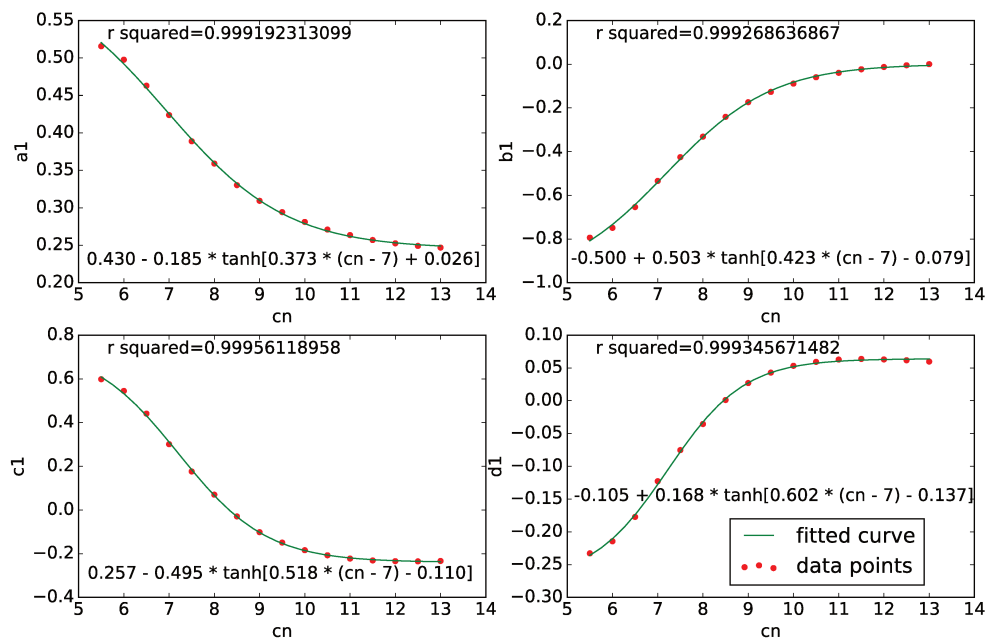 r squared=0.999192313099
0.55
0.50
0.45
0.40
0.35
0.30
0.25
0.20
a1
0.430 - 0.185 * tanh[0.373 * (cn - 7) + 0.026]
5 6 7 8 9 10 11 12 13 14
cn
r squared=0.999268636867
0.2
0.0
−0.2
−0.4
−0.6
−0.8
−1.0
b1
-0.500 + 0.503 * tanh[0.423 * (cn - 7) - 0.079]
5 6 7 8 9 10 11 12 13 14
cn
r squared=0.99956118958
0.8
0.6
0.4
0.2
0.0
−0.2
−0.4
c1
0.257 - 0.495 * tanh[0.518 * (cn - 7) - 0.110]
5 6 7 8 9 10 11 12 13 14
cn
r squared=0.999345671482
0.10
0.05
0.00
−0.05
−0.10
−0.15
−0.20
−0.25
−0.30
d1
-0.105 + 0.168 * tanh[0.602 * (cn - 7) - 0.137]
fitted curve
data points
5 6 7 8 9 10 11 12 13 14
cn